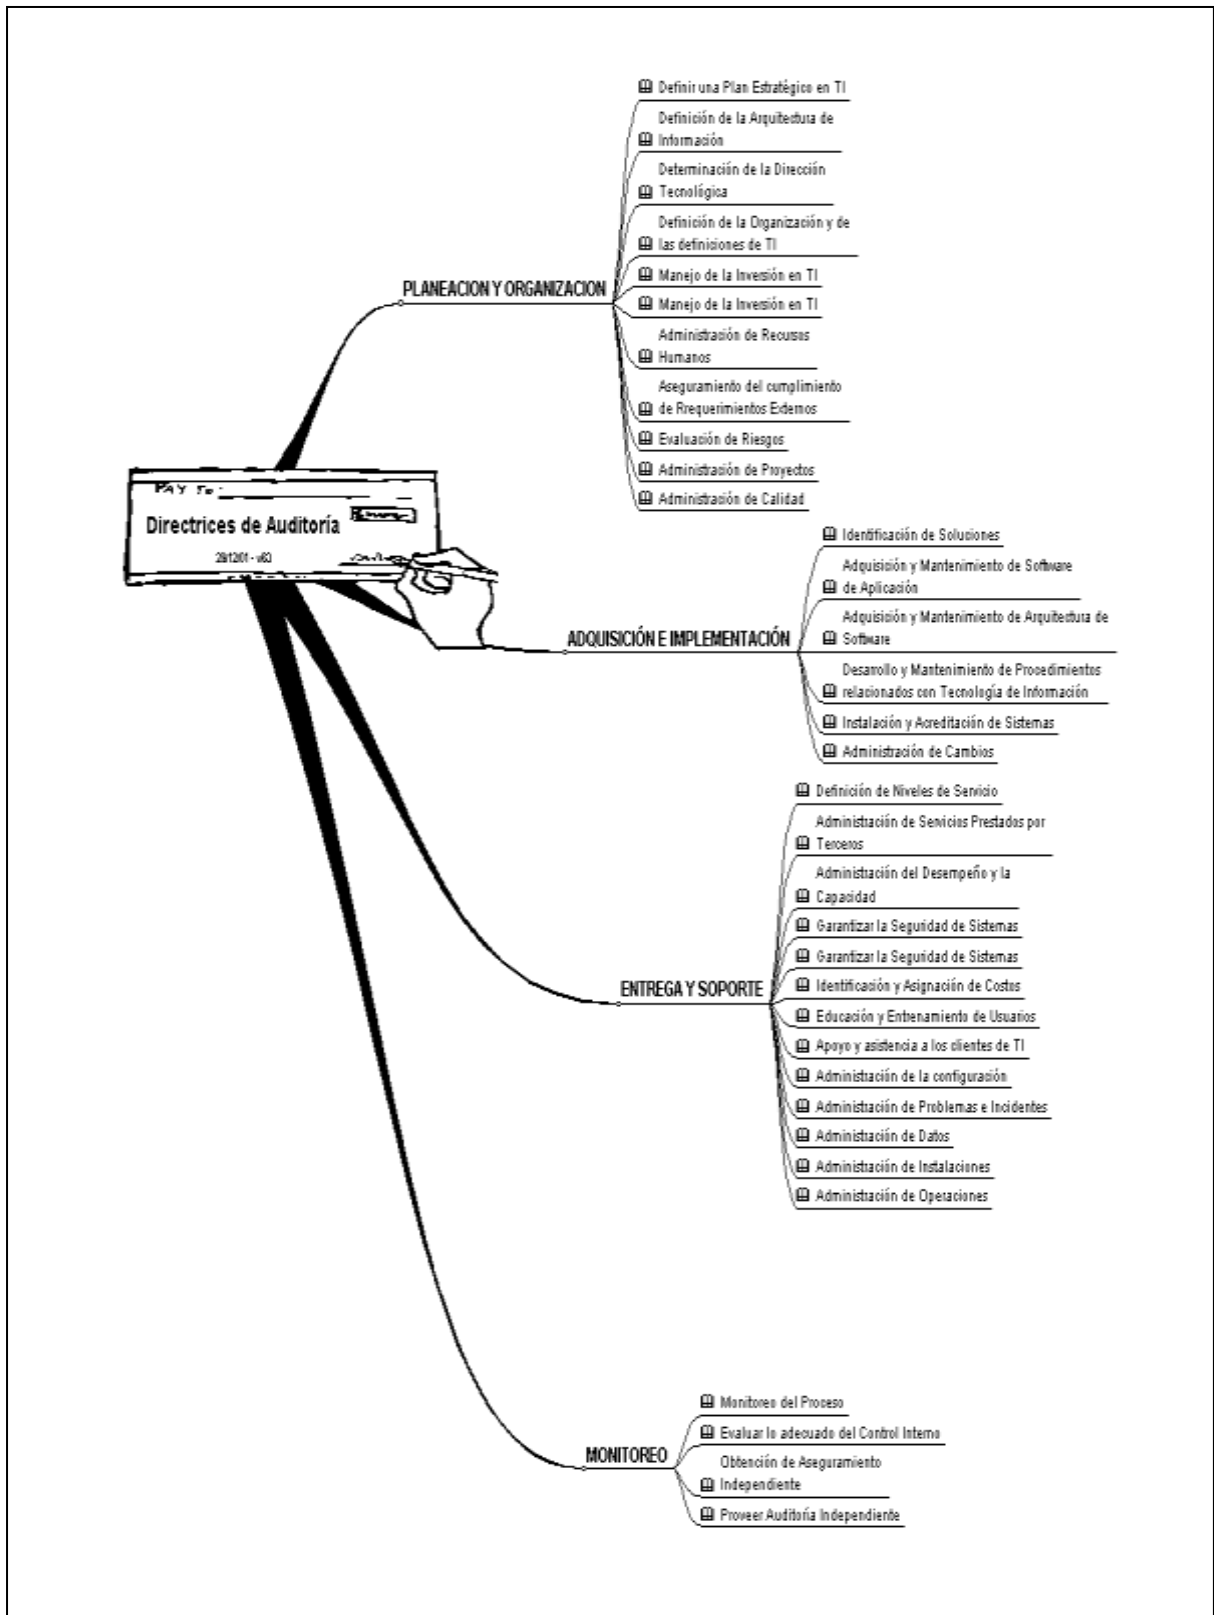 Definir una Plan Estratégico en TI
Definición de la Arquitectura de
Información
Determinación de la Dirección
Tecnológica
Definición de la Organización y de
las definiciones de TI
PLANEACION Y ORGANIZACION
Manejo de la Inversión en TI
Manejo de la Inversión en TI
Administración de Recursos
Humanos
Aseguramiento del cumplimiento
de Rrequerimientos Externos
Evaluación de Riesgos
Administración de Proyectos
Administración de Calidad
PAY TO
Directrices de Auditoría
28/12/01 - v63
Identificación de Soluciones
Adquisición y Mantenimiento de Software
de Aplicación
Adquisición y Mantenimiento de Arquitectura de
Software
ADQUISICIÓN E IMPLEMENTACIÓN
Desarrollo y Mantenimiento de Procedimientos
relacionados con Tecnología de Información
Instalación y Acreditación de Sistemas
Administración de Cambios
Definición de Niveles de Servicio
Administración de Servicios Prestados por
Terceros
Administración del Desempeño y la
Capacidad
Garantizar la Seguridad de Sistemas
Garantizar la Seguridad de Sistemas
ENTREGA Y SOPORTE
Identificación y Asignación de Costos
Educación y Entrenamiento de Usuarios
Apoyo y asistencia a los clientes de TI
Administración de la configuración
Administración de Problemas e Incidentes
Administración de Datos
Administración de Instalaciones
Administración de Operaciones
Monitoreo del Proceso
Evaluar lo adecuado del Control Interno
MONITOREO
Obtención de Aseguramiento
Independiente
Proveer Auditoría Independiente